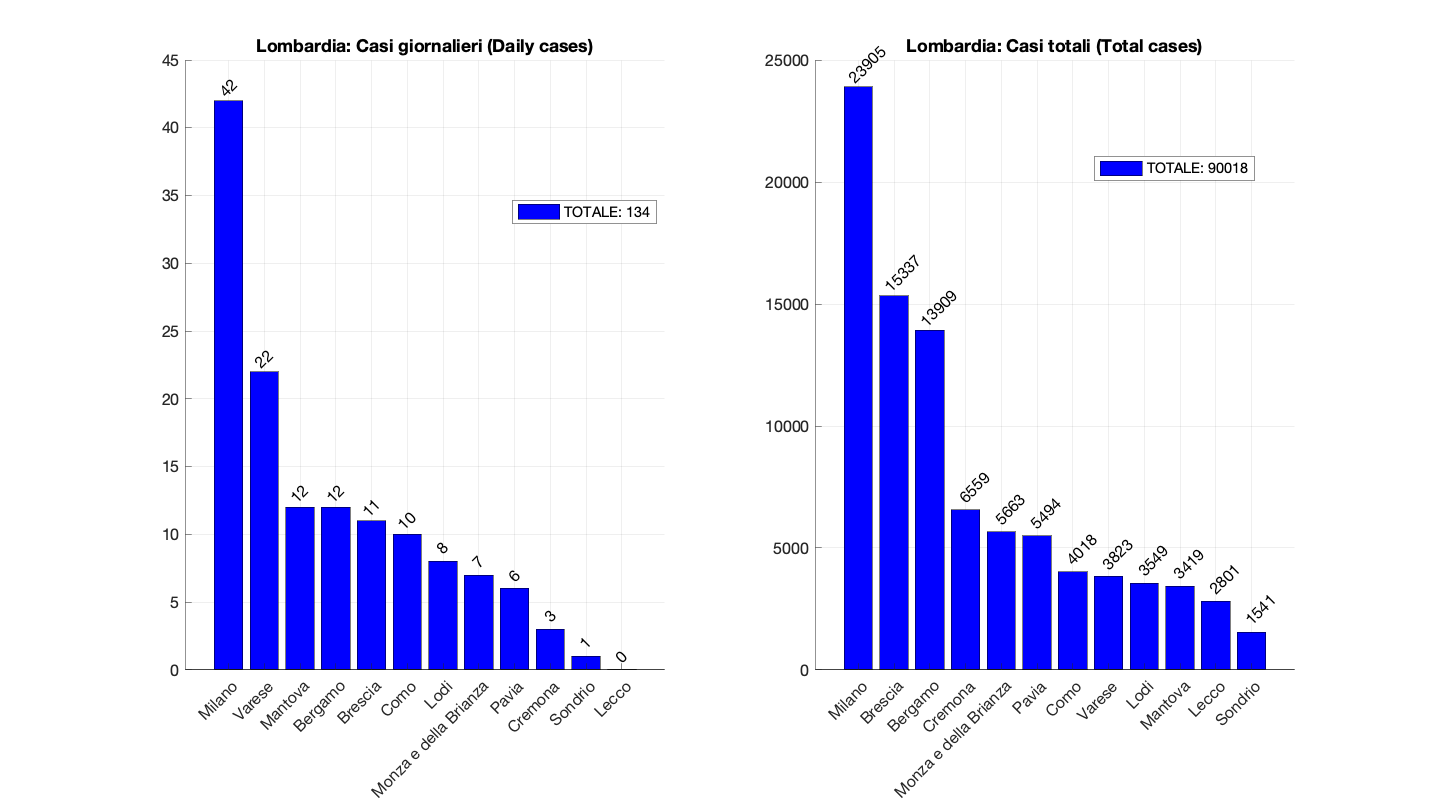 Lombardia: Casi giornalieri (Daily cases)
45
40
35
30
25
20
15
10
5
0
42
22
12
12
11
10
8
7
6
3
1
0
TOTALE: 134
Milano
Varese
Mantova
Bergamo
Brescia
Como
Lodi
Monza e della Brianza
Pavia
Cremona
Sondrio
Lecco
Lombardia: Casi totali (Total cases)
25000
20000
15000
10000
5000
0
23905
15337
13909
6559
5663
5494
4018
3823
3549
3419
2801
1541
TOTALE: 90018
Milano
Brescia
Bergamo
Cremona
Monza e della Brianza
Pavia
Como
Varese
Lodi
Mantova
Lecco
Sondrio